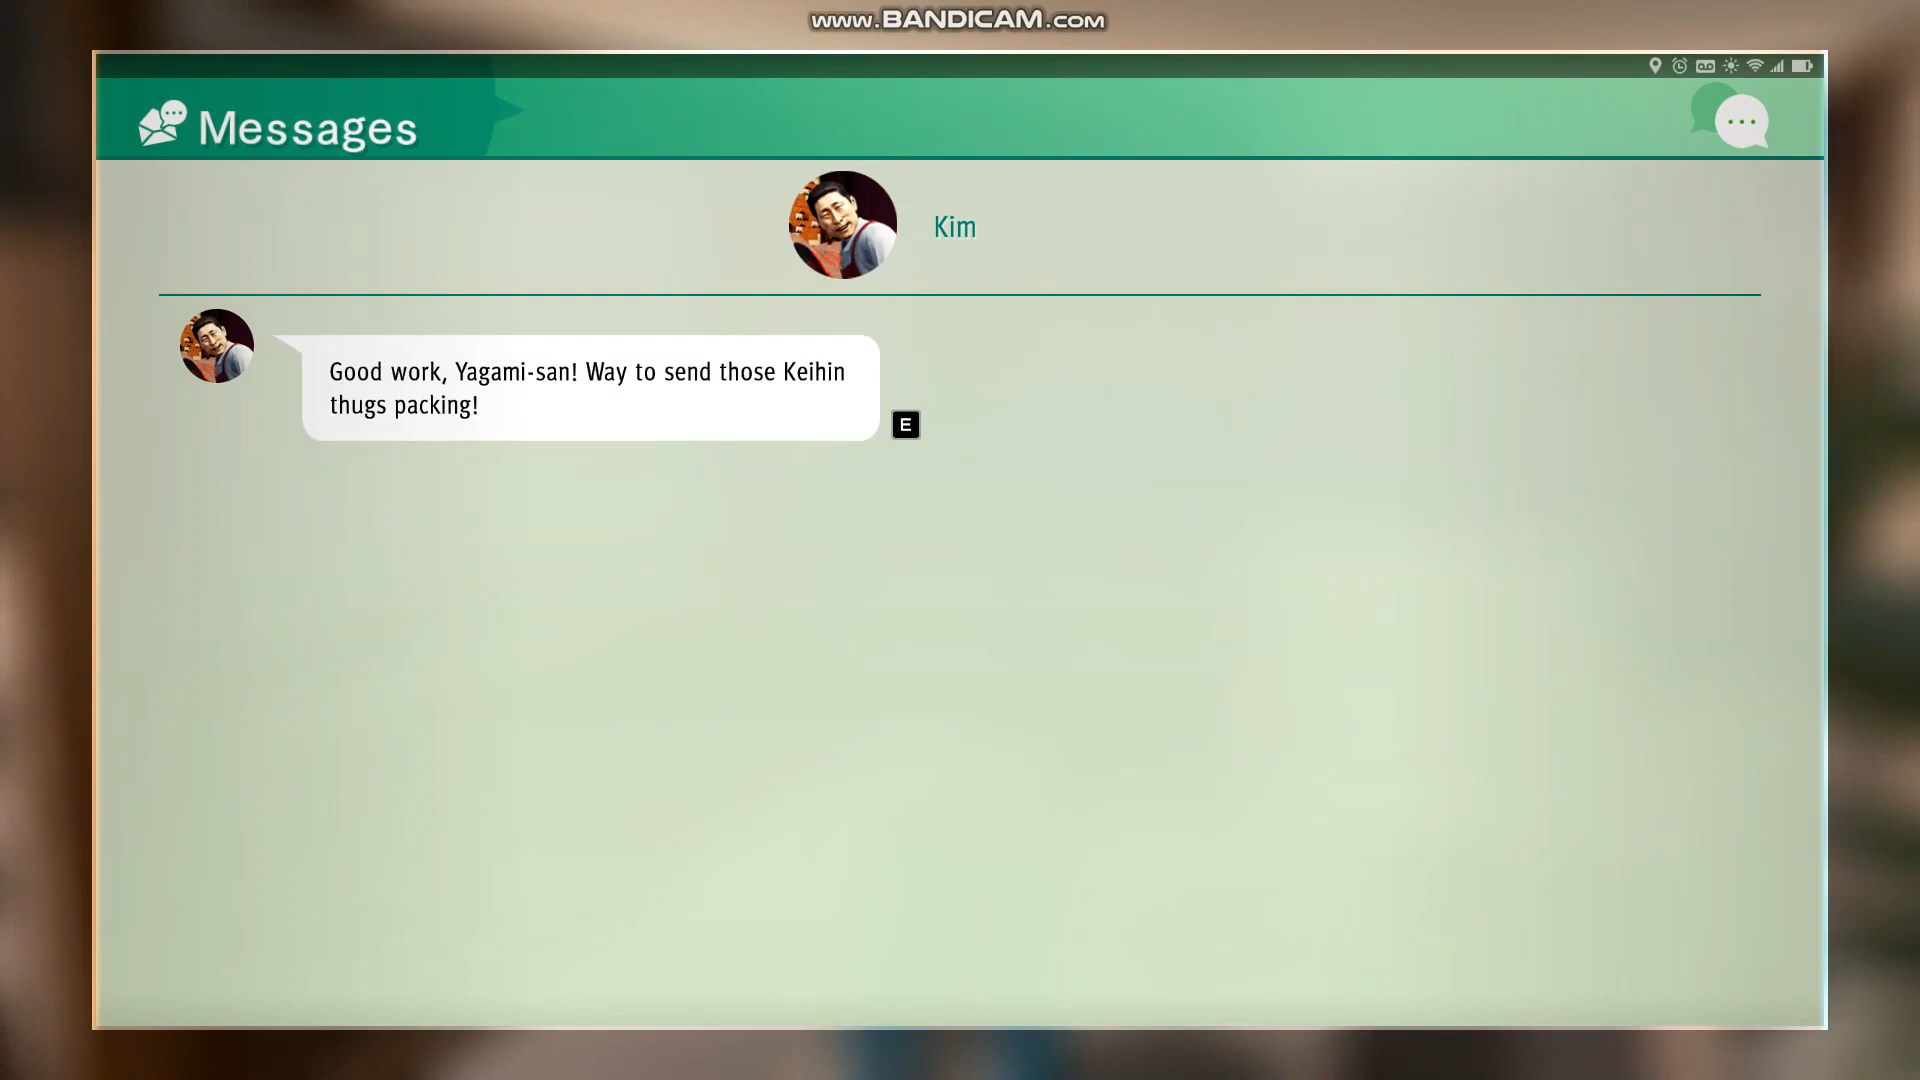 www.BANDICAM.com
Messages
Kim
Good work, Yagami-san! Way to send those Keihin
thugs packing!
E